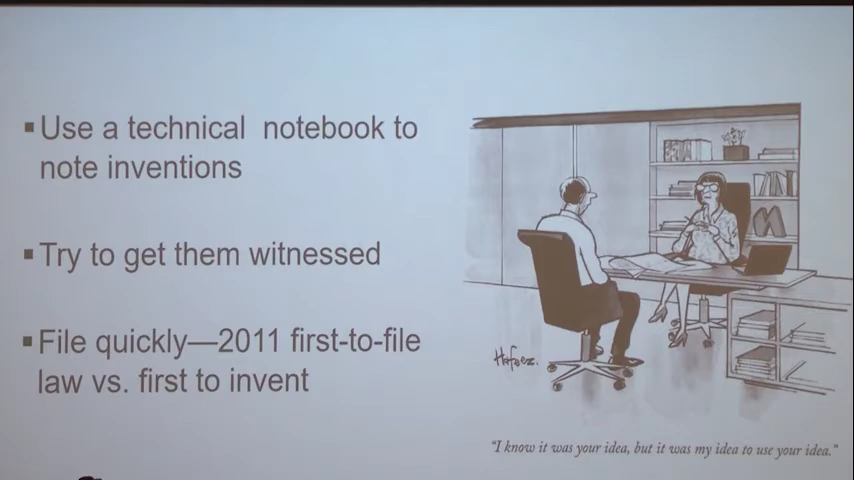 ▪Use a technical notebook to
note inventions
▪Try to get them witnessed
▪File quickly—2011 first-to-file
law vs. first to invent
Hafeez.
"I know it was your idea, but it was my idea to use your idea."